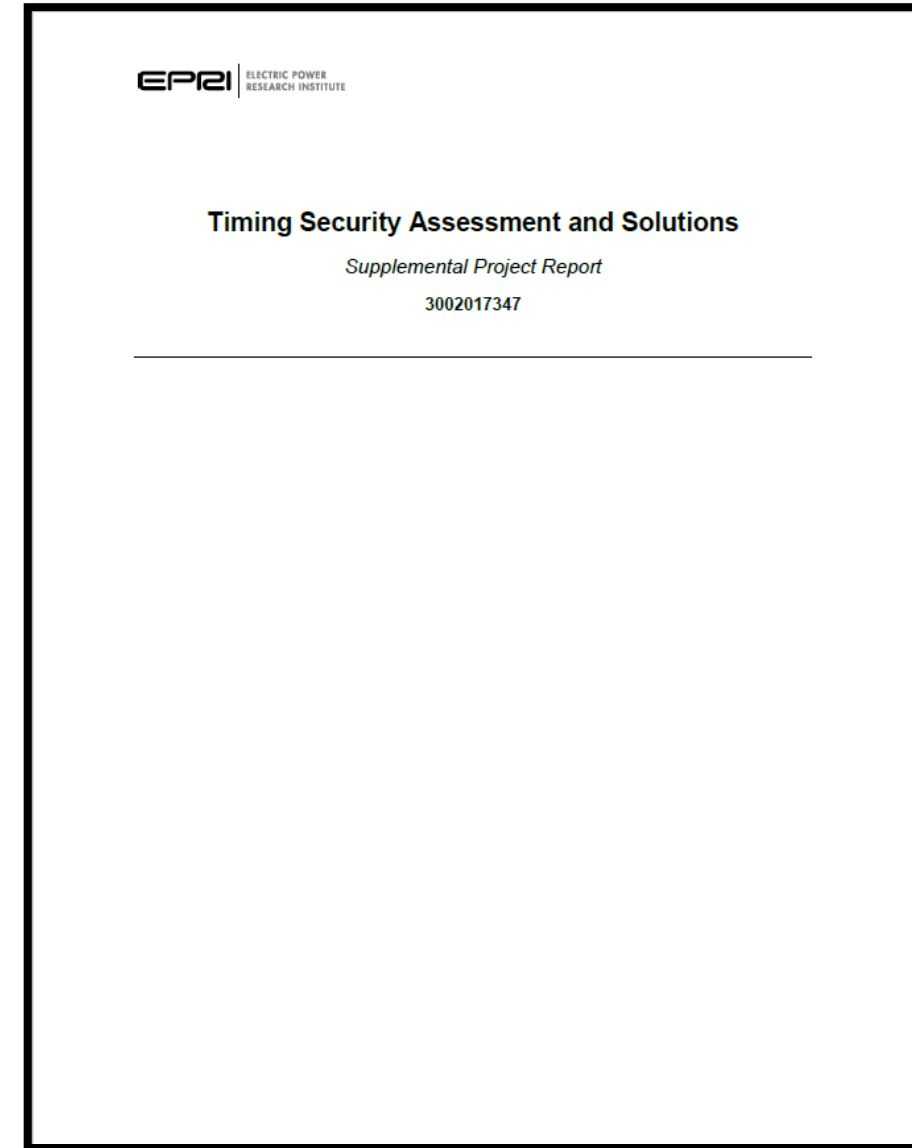 EPRI ELECTRIC POWER
RESEARCH INSTITUTE
Timing Security Assessment and Solutions
Supplemental Project Report
3002017347